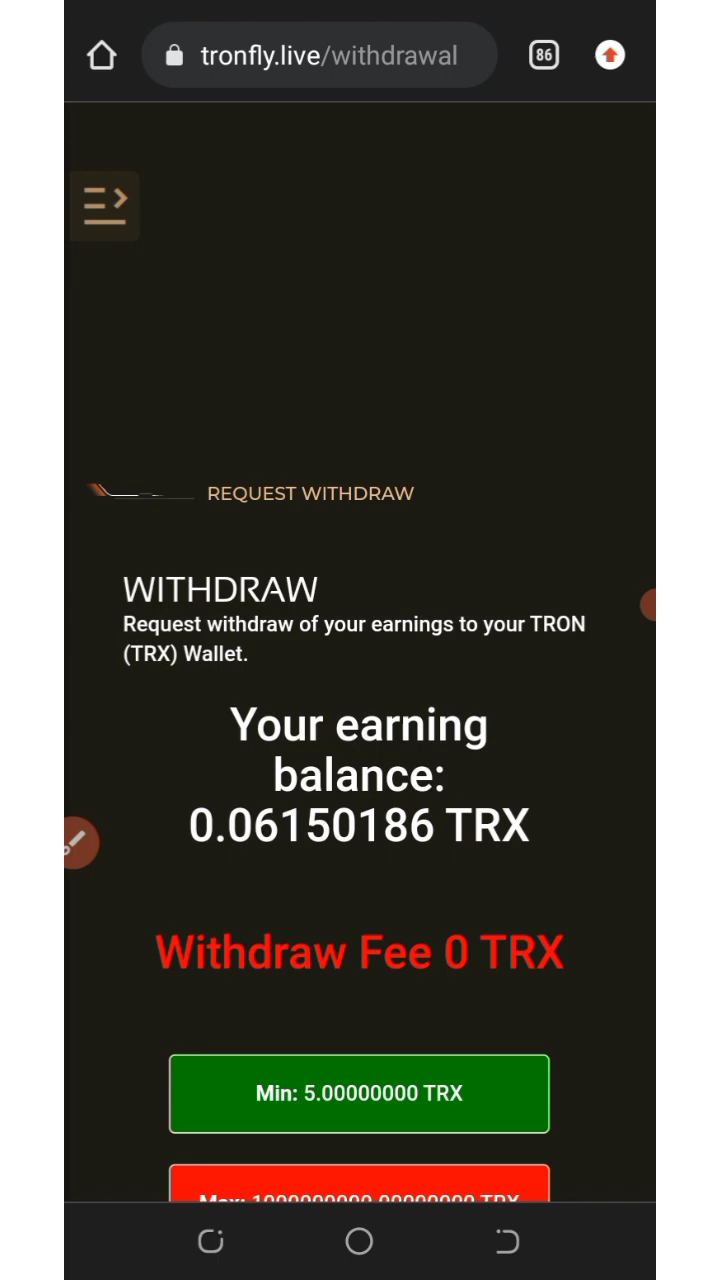 tronfly.live/withdrawal
86
REQUEST WITHDRAW
WITHDRAW
Request withdraw of your earnings to your TRON
(TRX) Wallet.
Your earning
balance:
0.06150186 TRX
Withdraw Fee 0 TRX
Min: 5.00000000 TRX